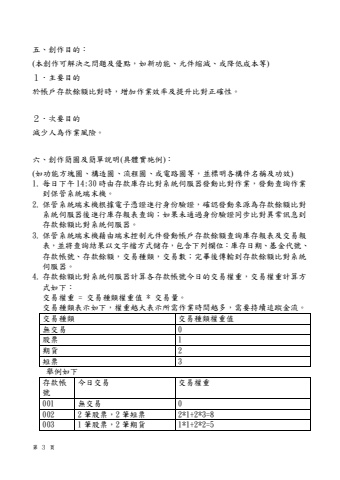 五、創作目的：
(本創作可解決之問題及優點，如新功能、元件縮減、或降低成本等)
１．主要目的
於帳戶存款餘額比對時，增加作業效率及提升比對正確性。
２．次要目的
減少人為作業風險。
六、創作簡圖及簡單說明(具體實施例)：
(如功能方塊圖、構造圖、流程圖、或電路圖等，並標明各構件名稱及功效)
1. 每日下午14:30時由存款庫存比對系統伺服器發動比對作業，發動查詢作業
到保管系統端末機。
2. 保管系統端末機根據電子憑證進行身份驗證，確認發動來源為存款餘額比對
系統伺服器後進行庫存報表查詢；如果未通過身份驗證同步比對異常訊息到
存款餘額比對系統伺服器。
3. 保管系統端末機藉由端末控制元件發動帳戶存款餘額查詢庫存報表及交易報
表，並將查詢結果以文字檔方式儲存，包含下列欄位：庫存日期、基金代號、
存款帳號、存款餘額、交易種類，交易數；完畢後傳輸到存款餘額比對系統
伺服器。
4. 存款餘額比對系統伺服器計算各存款帳號今日的交易權重，交易權重計算方
式如下：
交易權重 = 交易種類權重值 * 交易量。
交易種類表示如下，權重越大表示所需作業時間越多，需要持續追蹤金流。
交易種類 交易種類權重值
無交易 0
股票 1
期貨 2
短票 3
舉例如下
存款帳號 今日交易 交易權重
001 無交易 0
002 2 筆股票，2 筆短票 2*1+2*3=8
003 1 筆股票，2 筆期貨 1*1+2*2=5
第 3 頁